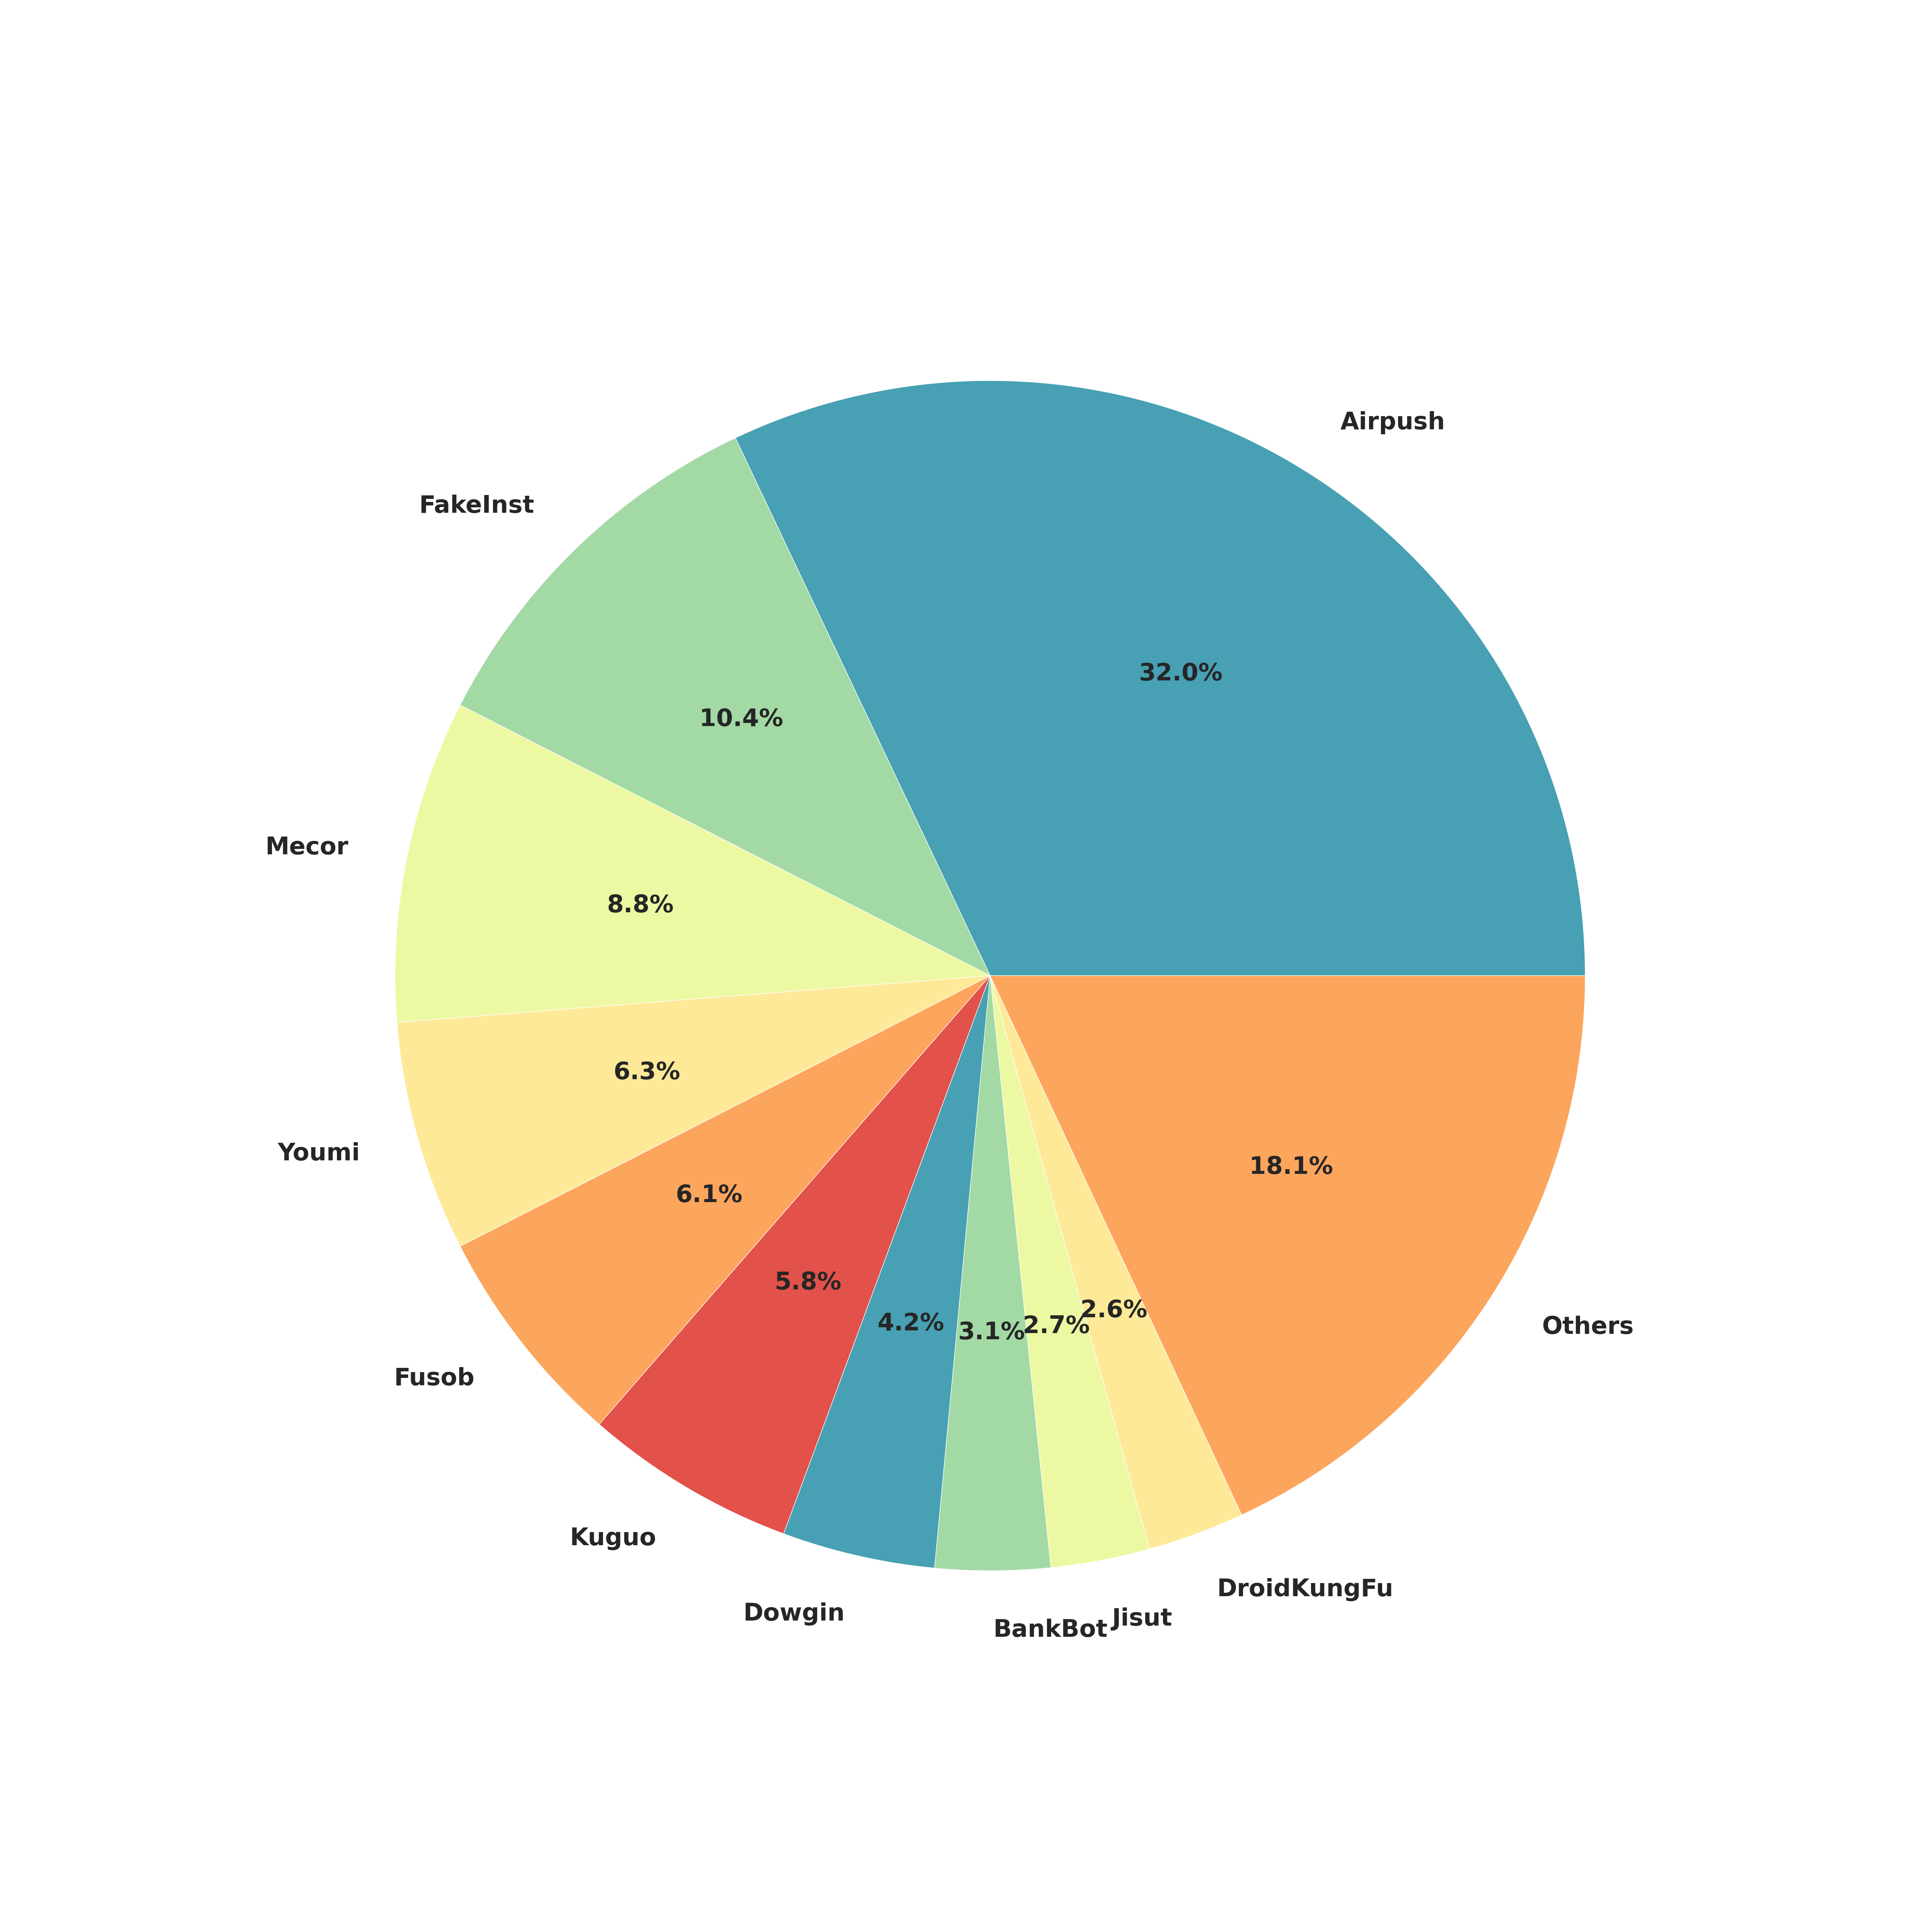 Airpush
32.0%
FakeInst
10.4%
Mecor
8.8%
Youmi
6.3%
Fusob
6.1%
Kuguo
5.8%
Dowgin
4.2%
BankBot
3.1%
Jisut
2.7%
DroidKungFu
2.6%
Others
18.1%